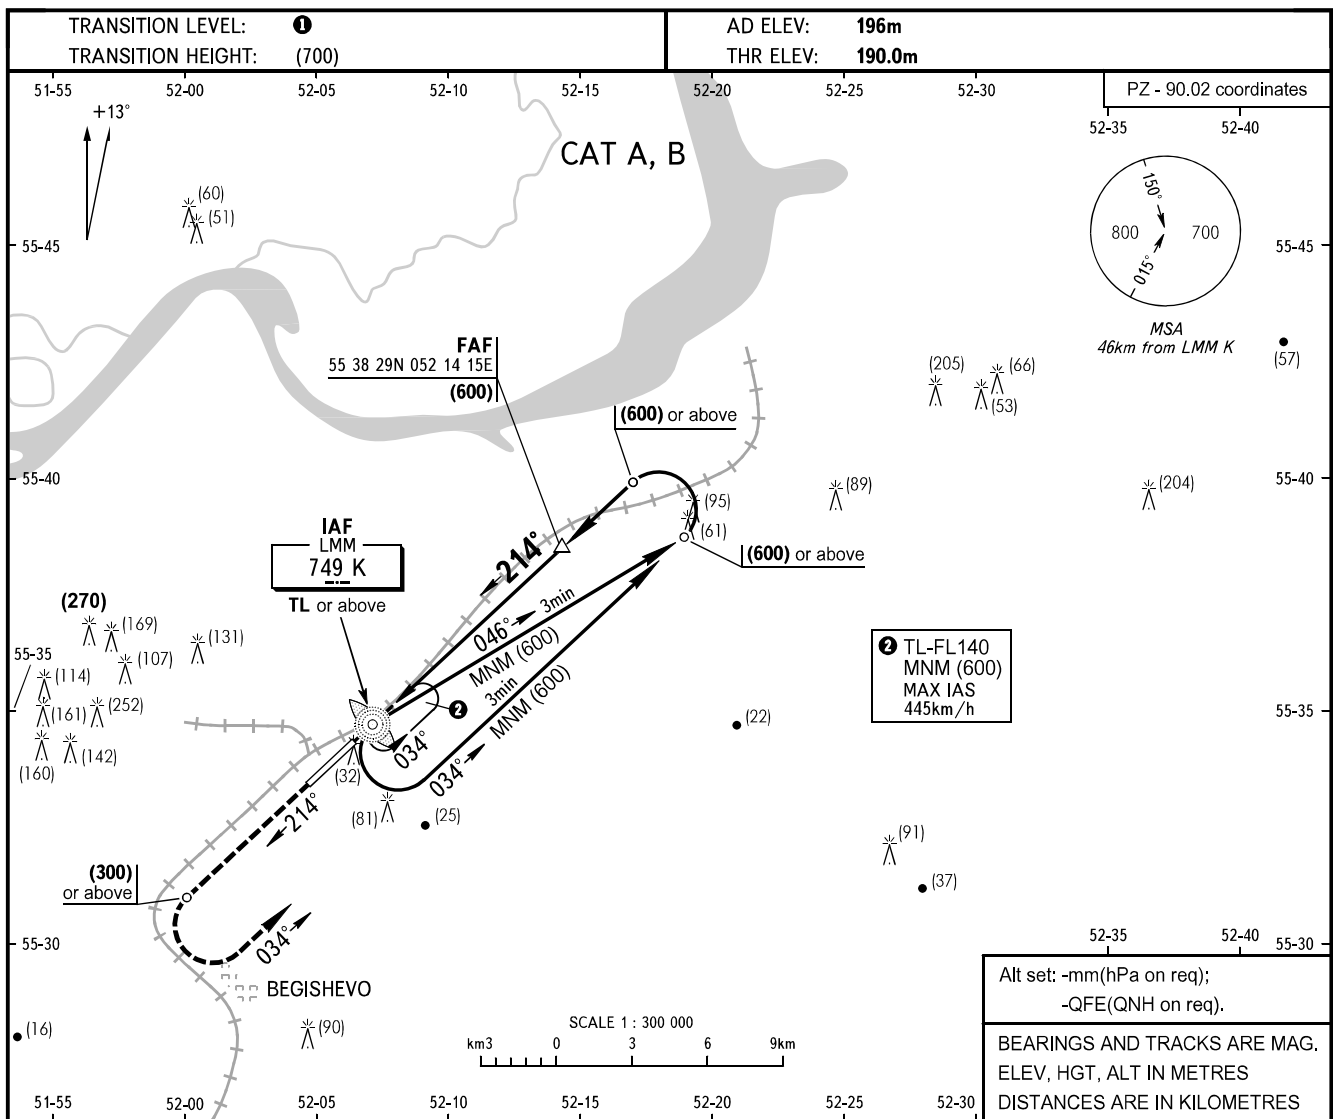 TRANSITION LEVEL: ❶
TRANSITION HEIGHT: (700)
AD ELEV: 196m
THR ELEV: 190.0m
51-55 52-00 52-05 52-10 52-15 52-20 52-25 52-30
PZ - 90.02 coordinates
52-35 52-40
+13°
CAT A, B
(60)
(51)
150°
800 700
015°
55-45 55-45
MSA
46km from LMM K
(57)
FAF
55 38 29N 052 14 15E
(600)
(205)
(66)
(53)
(600) or above
55-40 55-40
(89)
(204)
(95)
(61)
(600) or above
IAF
LMM
749 K
TL or above
214°
046° 3min
MNM (600)
3min
034° MNM (600)
(270)
(169)
(131)
(107)
55-35
(114)
(161)
(252)
(160)
(142)
❷ TL-FL140
MNM (600)
MAX IAS
445km/h
❷
034°
(22)
55-35
(32)
(81)
(25)
214°
(91)
(37)
(300)
or above
034°
55-30
52-35 52-40
55-30
BEGISHEVO
(16)
(90)
SCALE 1 : 300 000
km3 0 3 6 9km
Alt set: -mm(hPa on req);
-QFE(QNH on req).
BEARINGS AND TRACKS ARE MAG.
ELEV, HGT, ALT IN METRES
DISTANCES ARE IN KILOMETRES
51-55 52-00 52-05 52-10 52-15 52-20 52-25 52-30